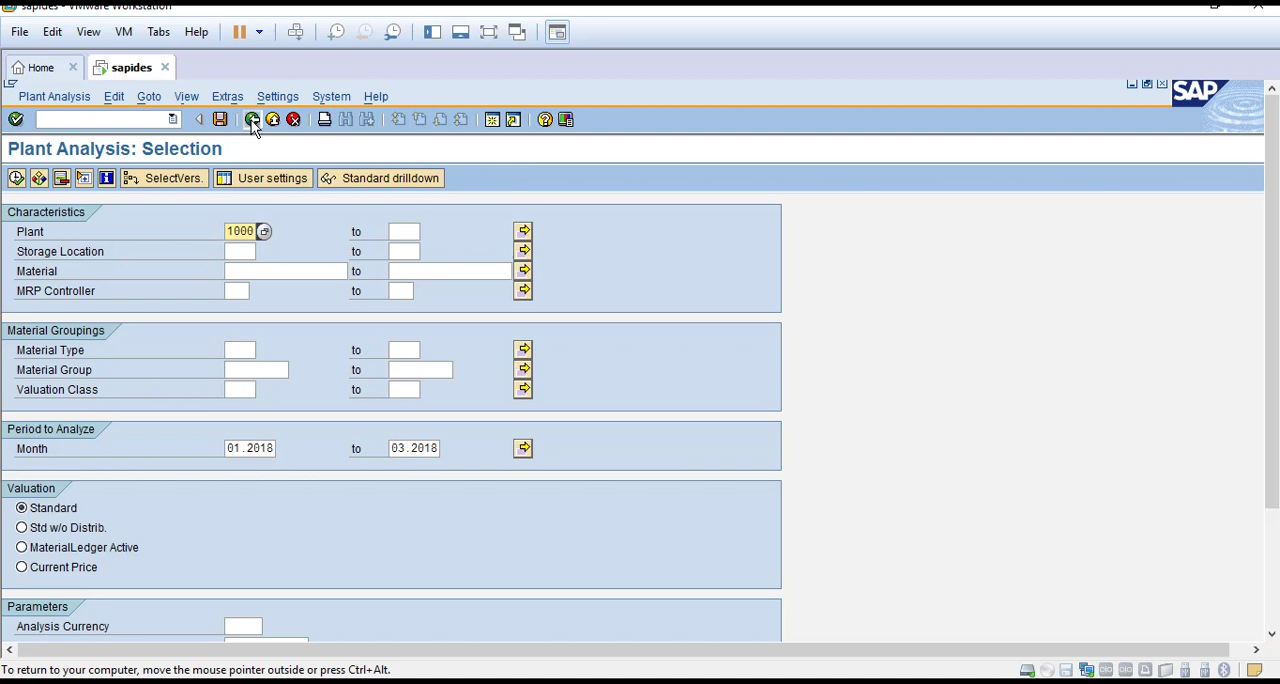 sapides - VMware Workstation
File Edit View VM Tabs Help
Home sapides
Plant Analysis Edit Goto View Extras Settings System Help
SAP
Plant Analysis: Selection
SelectVers. User settings Standard drilldown
Characteristics
Plant 1000 to
Storage Location to
Material to
MRP Controller to
Material Groupings
Material Type to
Material Group to
Valuation Class to
Period to Analyze
Month 01.2018 to 03.2018
Valuation
Standard
Std w/o Distrib.
MaterialLedger Active
Current Price
Parameters
Analysis Currency
To return to your computer, move the mouse pointer outside or press Ctrl+Alt.